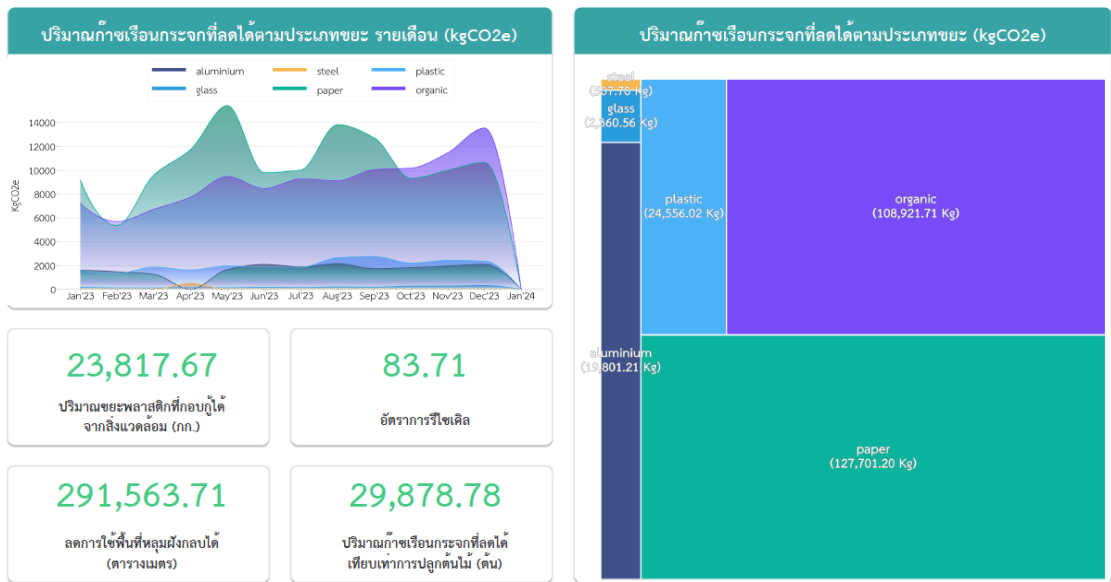 ปริมาณก๊าซเรือนกระจกที่ลดได้ตามประเภทขยะ รายเดือน (kgCO2e)
aluminium
steel
plastic
glass
paper
organic
14000
12000
10000
8000
6000
4000
2000
0
KgCO2e
Jan'23 Feb'23 Mar'23 Apr'23 May'23 Jun'23 Jul'23 Aug'23 Sep'23 Oct'23 Nov'23 Dec'23 Jan'24
23,817.67
ปริมาณขยะพลาสติกที่กอบกู้ได้
จากสิ่งแวดล้อม (กก.)
83.71
อัตราการรีไซเคิล
291,563.71
ลดการใช้พื้นที่หลุมฝังกลบได้
(ตารางเมตร)
29,878.78
ปริมาณก๊าซเรือนกระจกที่ลดได้
เทียบเท่าการปลูกต้นไม้ (ต้น)
ปริมาณก๊าซเรือนกระจกที่ลดได้ตามประเภทขยะ (kgCO2e)
steel
(507.70 Kg)
glass
(2,360.56 Kg)
plastic
(24,556.02 Kg)
organic
(108,921.71 Kg)
aluminium
(19,801.21 Kg)
paper
(127,701.20 Kg)